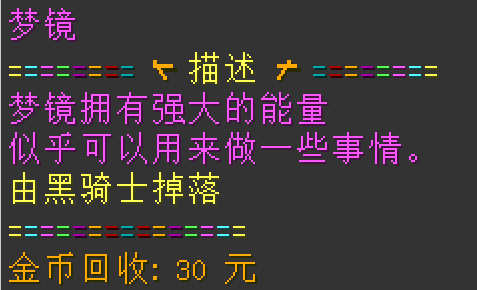 梦镜
========= ↸ 描述 ↗ =========
梦镜拥有强大的能量
似乎可以用来做一些事情。
由黑骑士掉落
===============
金币回收: 30 元